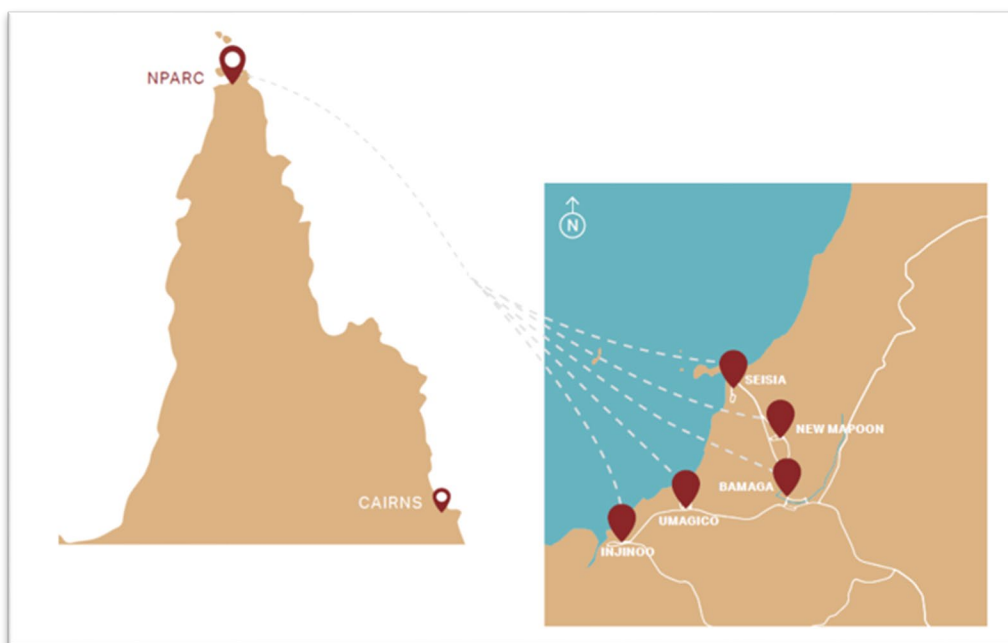 NPARC
CAIRNS
N
SEISIA
NEW MAPOON
BAMAGA
UMAGICO
INJINOO